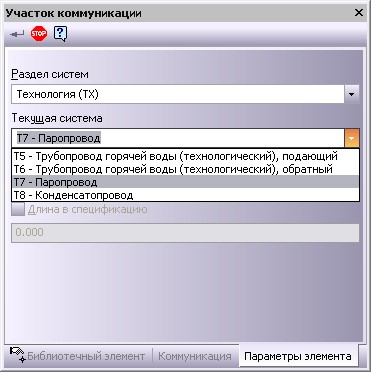 Участок коммуникации
STOP
?
Раздел систем
Технология (ТХ)
Текущая система
Т7 - Паропровод
Т5 - Трубопровод горячей воды (технологический), подающий
Т6 - Трубопровод горячей воды (технологический), обратный
Т7 - Паропровод
Т8 - Конденсатопровод
Длина в спецификацию
0.000
Библиотечный элемент
Коммуникация
Параметры элемента